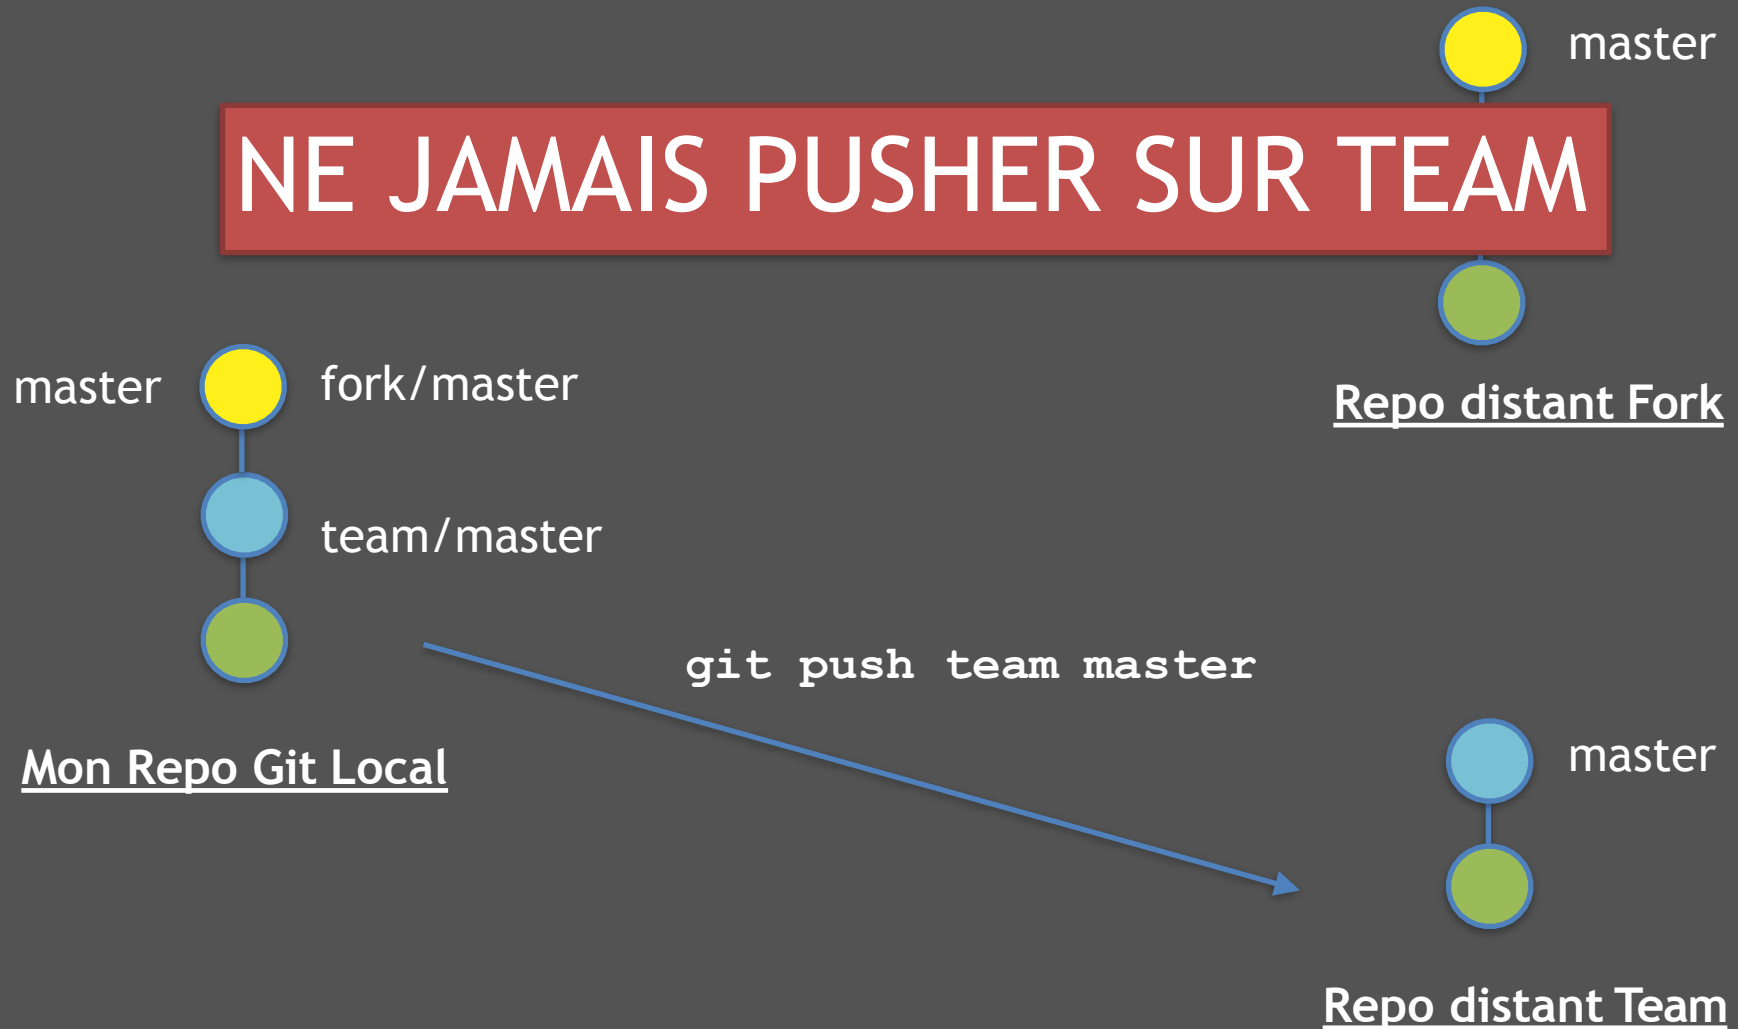 master
NE JAMAIS PUSHER SUR TEAM
master
fork/master
Repo distant Fork
team/master
git push team master
Mon Repo Git Local
master
Repo distant Team